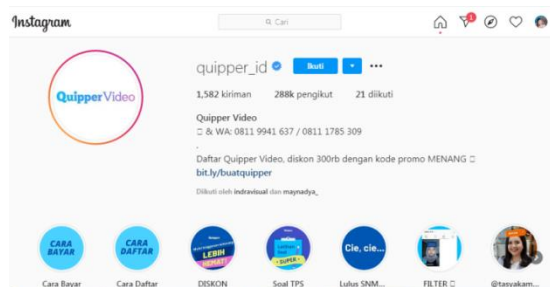 Instagram
Cari
1
quipper_id Ikuti
1,582 kiriman 288k pengikut 21 diikuti
QuipperVideo
Quipper Video
& WA: 0811 9941 637 / 0811 1785 309
.
Daftar Quipper Video, diskon 300rb dengan kode promo MENANG
bit.ly/buatquipper
Diikuti oleh indravisual dan maynadya_
CARA BAYAR
CARA DAFTAR
LEBIH HEMAT!
SUPER
Cie, cie...
Cara Bayar Cara Daftar DISKON Soal TPS Lulus SNM... FILTER @tasyakam...